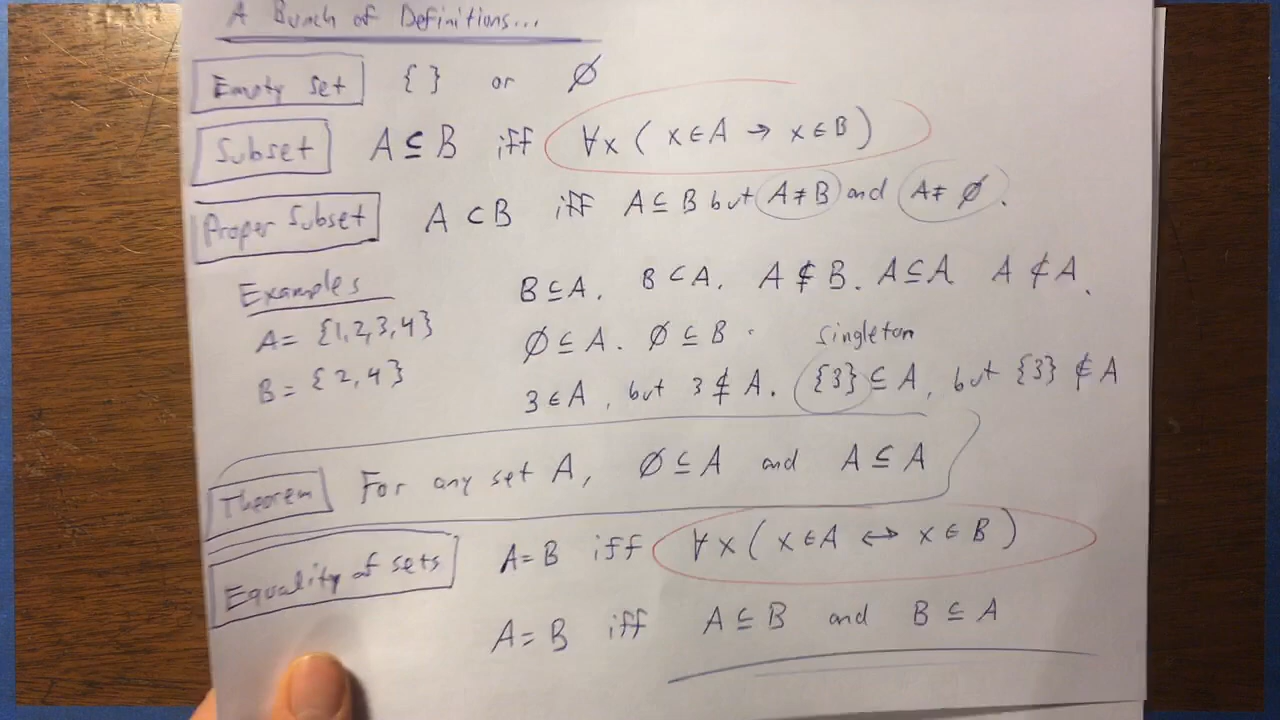 A Bunch of Definitions...
Empty set { } or ∅
Subset A ⊆ B iff ∀x ( x ∈ A → x ∈ B )
Proper Subset A ⊂ B iff A ⊆ B but A ≠ B and A ≠ ∅.
Examples B ⊆ A. B ⊂ A. A ⊈ B. A ⊆ A A ⊄ A.
A = {1,2,3,4} ∅ ⊆ A. ∅ ⊆ B. singleton
B = {2,4} 3 ∈ A, but 3 ⊈ A. {3} ⊆ A, but {3} ∉ A
Theorem For any set A, ∅ ⊆ A and A ⊆ A
Equality of sets A = B iff ∀x ( x ∈ A ↔ x ∈ B )
A = B iff A ⊆ B and B ⊆ A